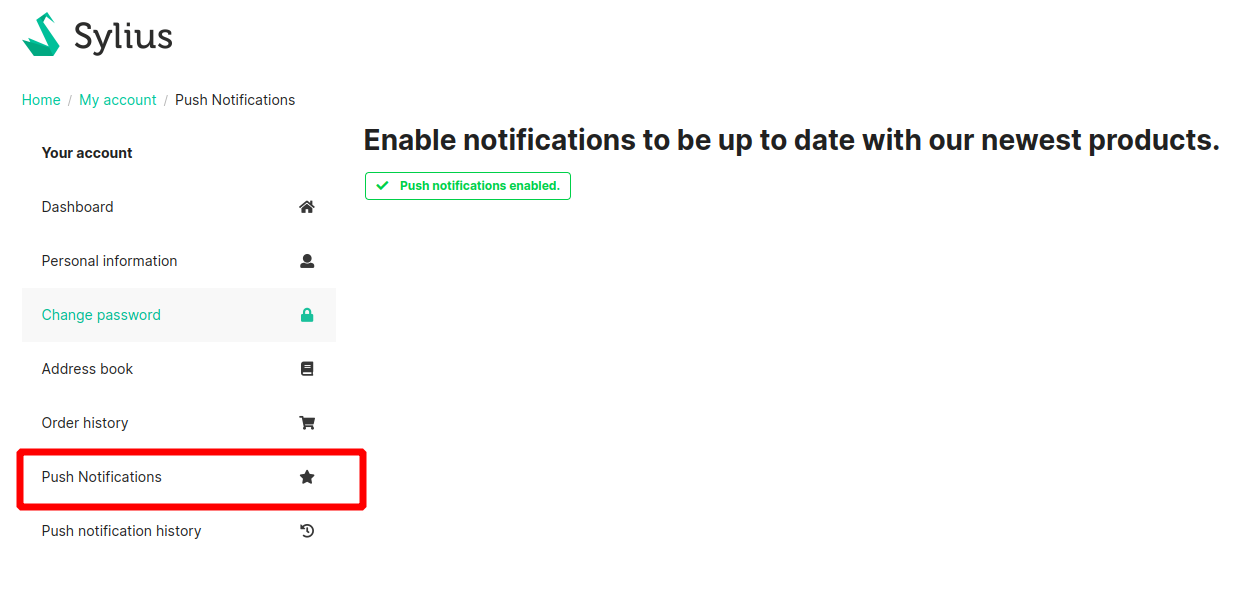 Sylius
Home / My account / Push Notifications
Your account
Dashboard
Personal information
Change password
Address book
Order history
Push Notifications
Push notification history
Enable notifications to be up to date with our newest products.
Push notifications enabled.